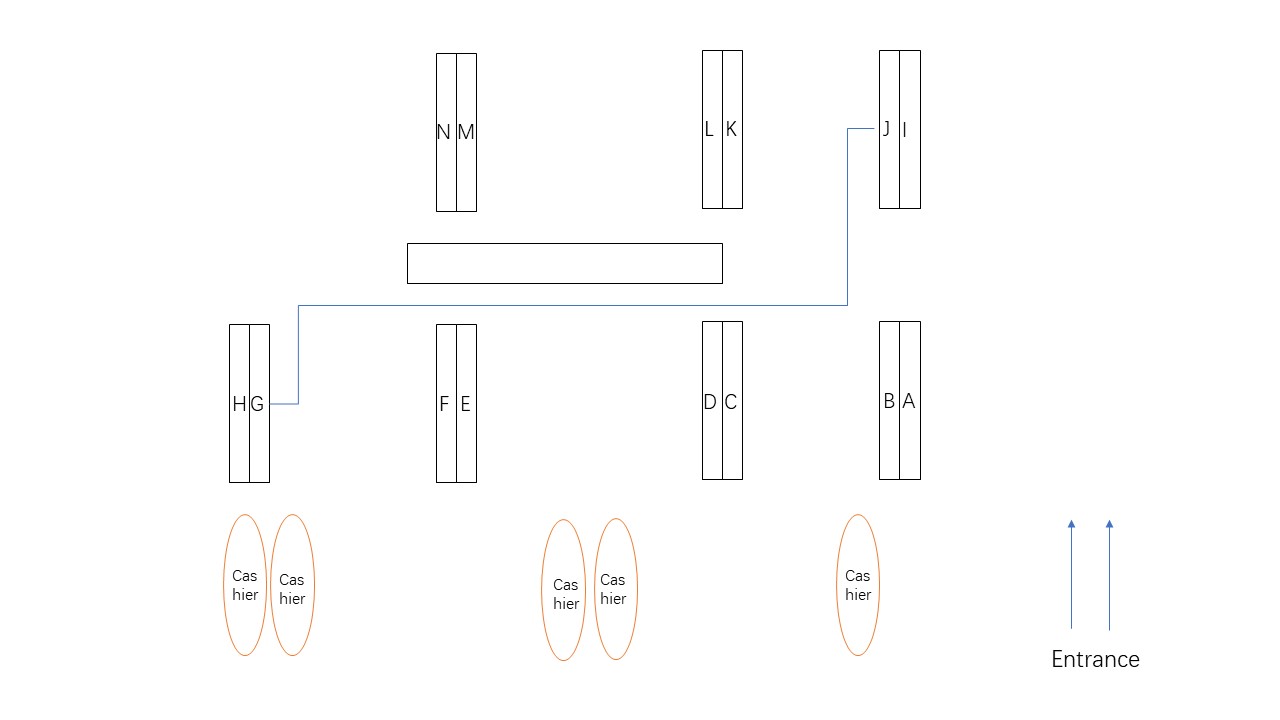 N M
L K
J I
H G
F E
D C
B A
Cas
hier
Cas
hier
Cas
hier
Cas
hier
Cas
hier
Entrance